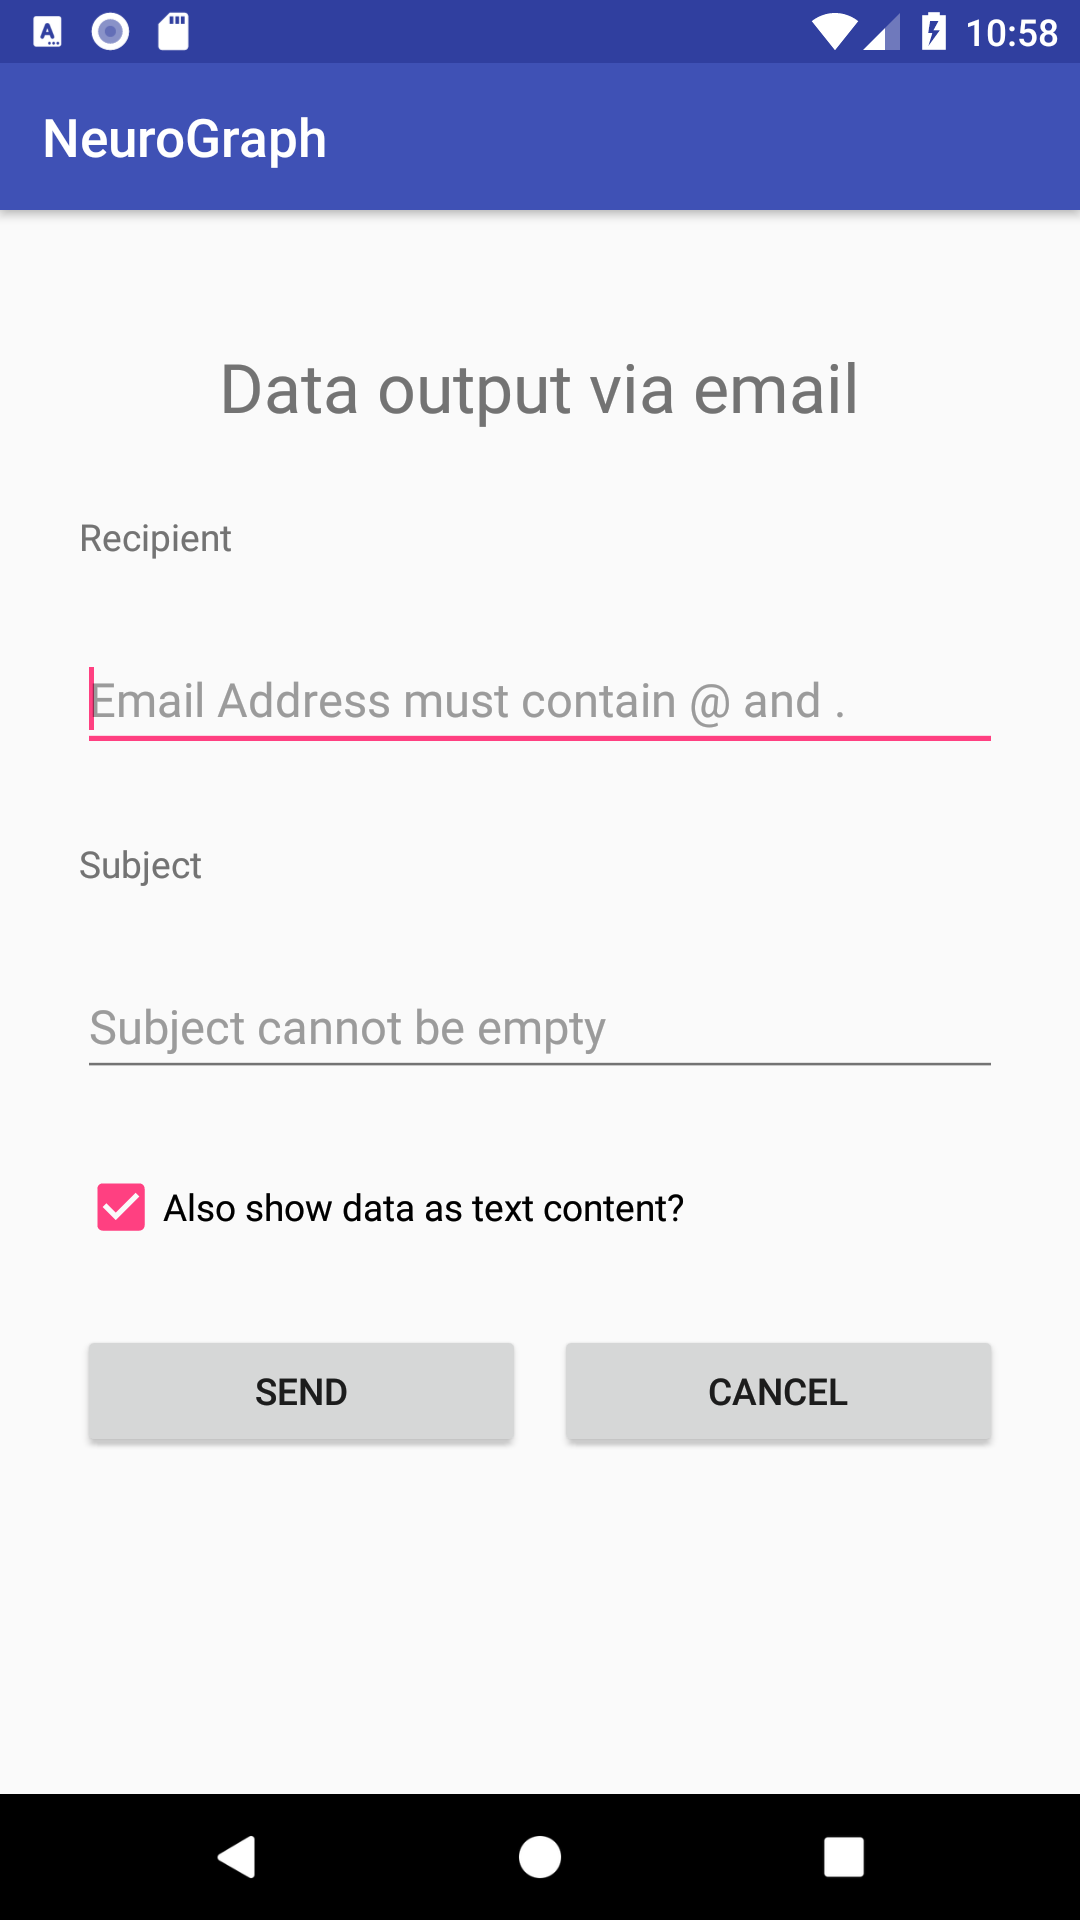 10:58
NeuroGraph
Data output via email
Recipient
Email Address must contain @ and .
Subject
Subject cannot be empty
Also show data as text content?
SEND
CANCEL